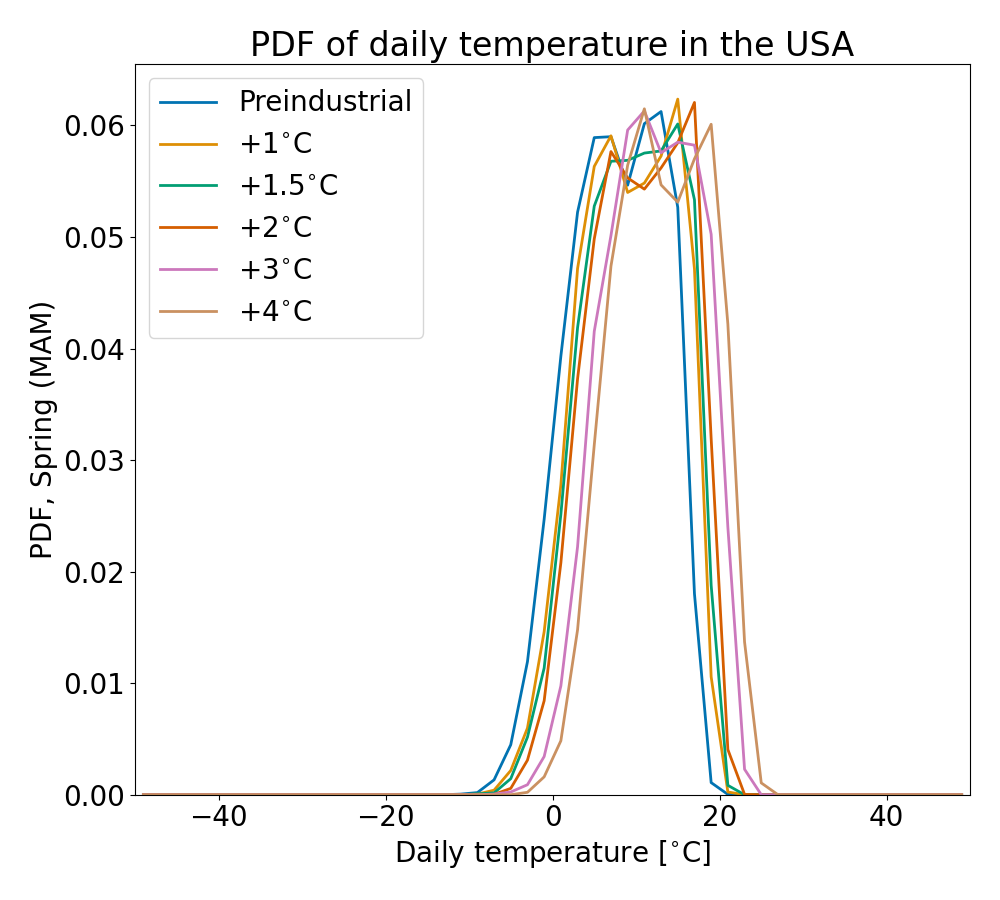 PDF of daily temperature in the USA
Preindustrial
+1°C
+1.5°C
+2°C
+3°C
+4°C
PDF, Spring (MAM)
0.06
0.05
0.04
0.03
0.02
0.01
0.00
−40
−20
0
20
40
Daily temperature [°C]